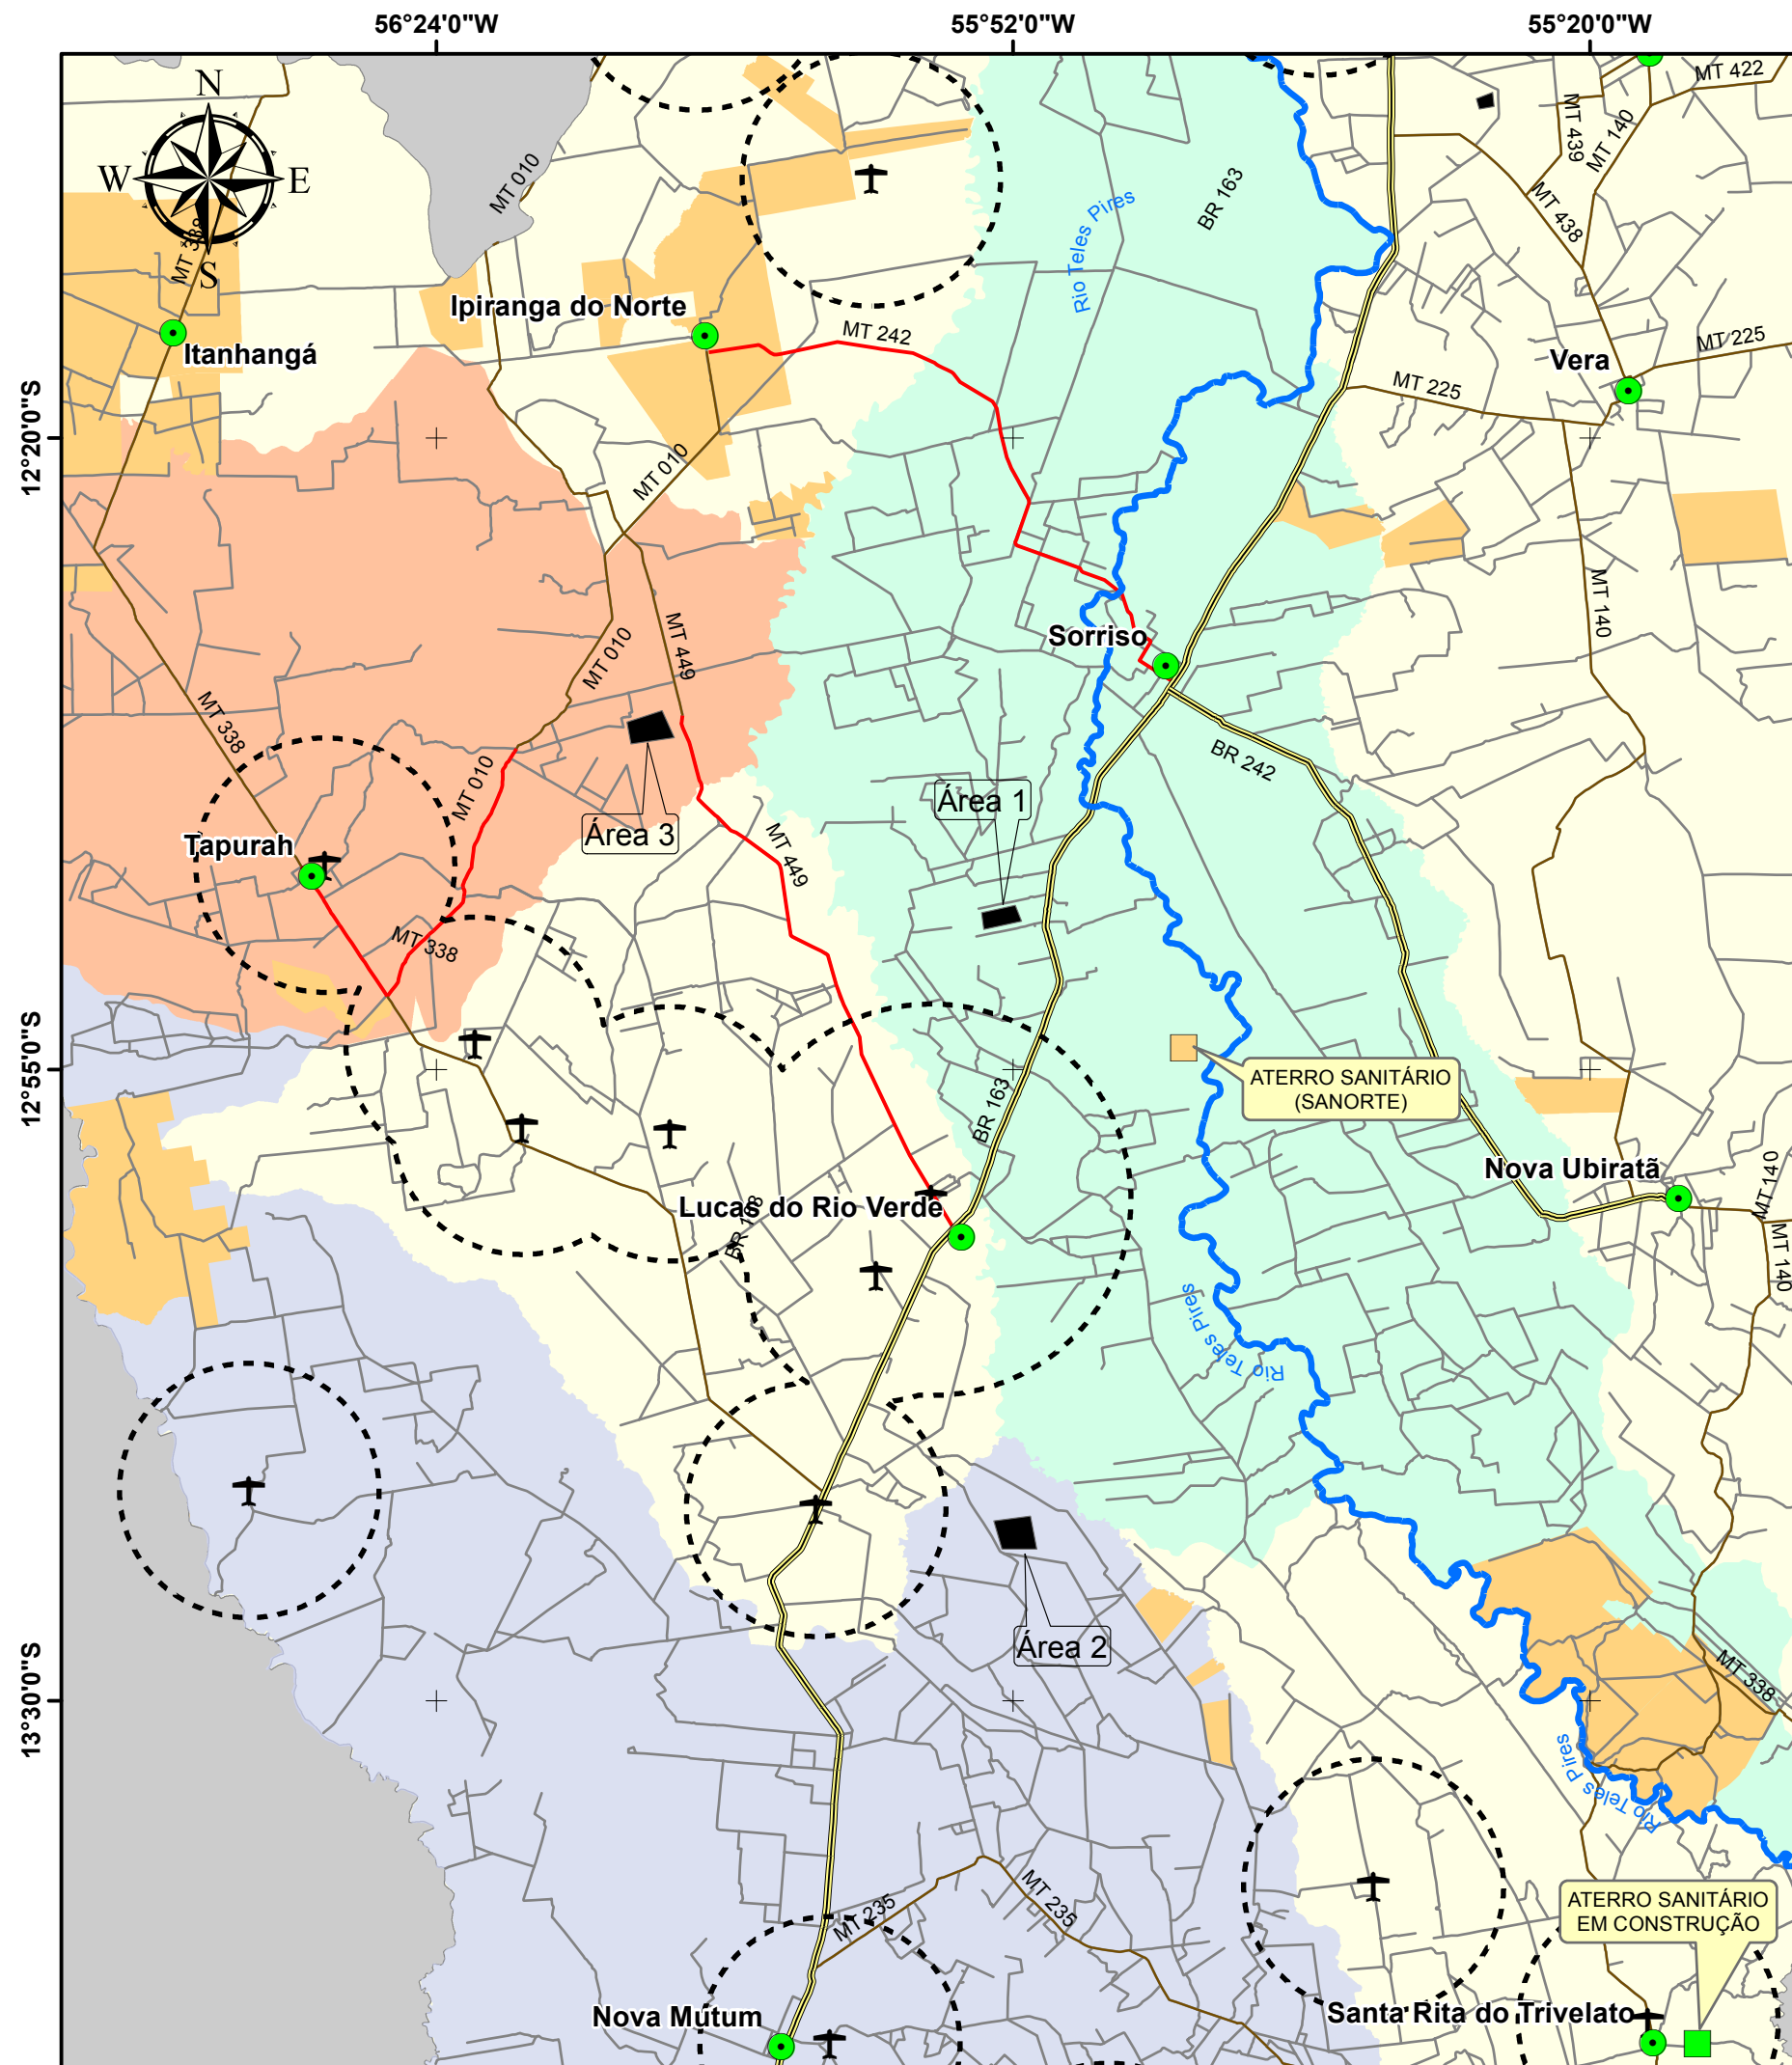 56°24'0"W
55°52'0"W
55°20'0"W
N
W
E
S
MT 338
MT 010
BR 163
Rio Teles Pires
MT 422
MT 439
MT 140
MT 438
Ipiranga do Norte
Itanhangá
MT 242
Vera
MT 225
MT 225
12°20'0"S
MT 010
MT 140
Sorriso
MT 010
MT 449
MT 338
BR 242
MT 010
Área 1
Área 3
Tapurah
MT 449
MT 338
12°55'0"S
ATERRO SANITÁRIO
(SANORTE)
BR 163
Nova Ubiratã
MT 140
MT 140
Lucas do Rio Verde
Rio Teles Pires
Área 2
13°30'0"S
MT 338
Rio Teles Pires
MT 235
MT 235
ATERRO SANITÁRIO
EM CONSTRUÇÃO
Nova Mutum
Santa Rita do Trivelato